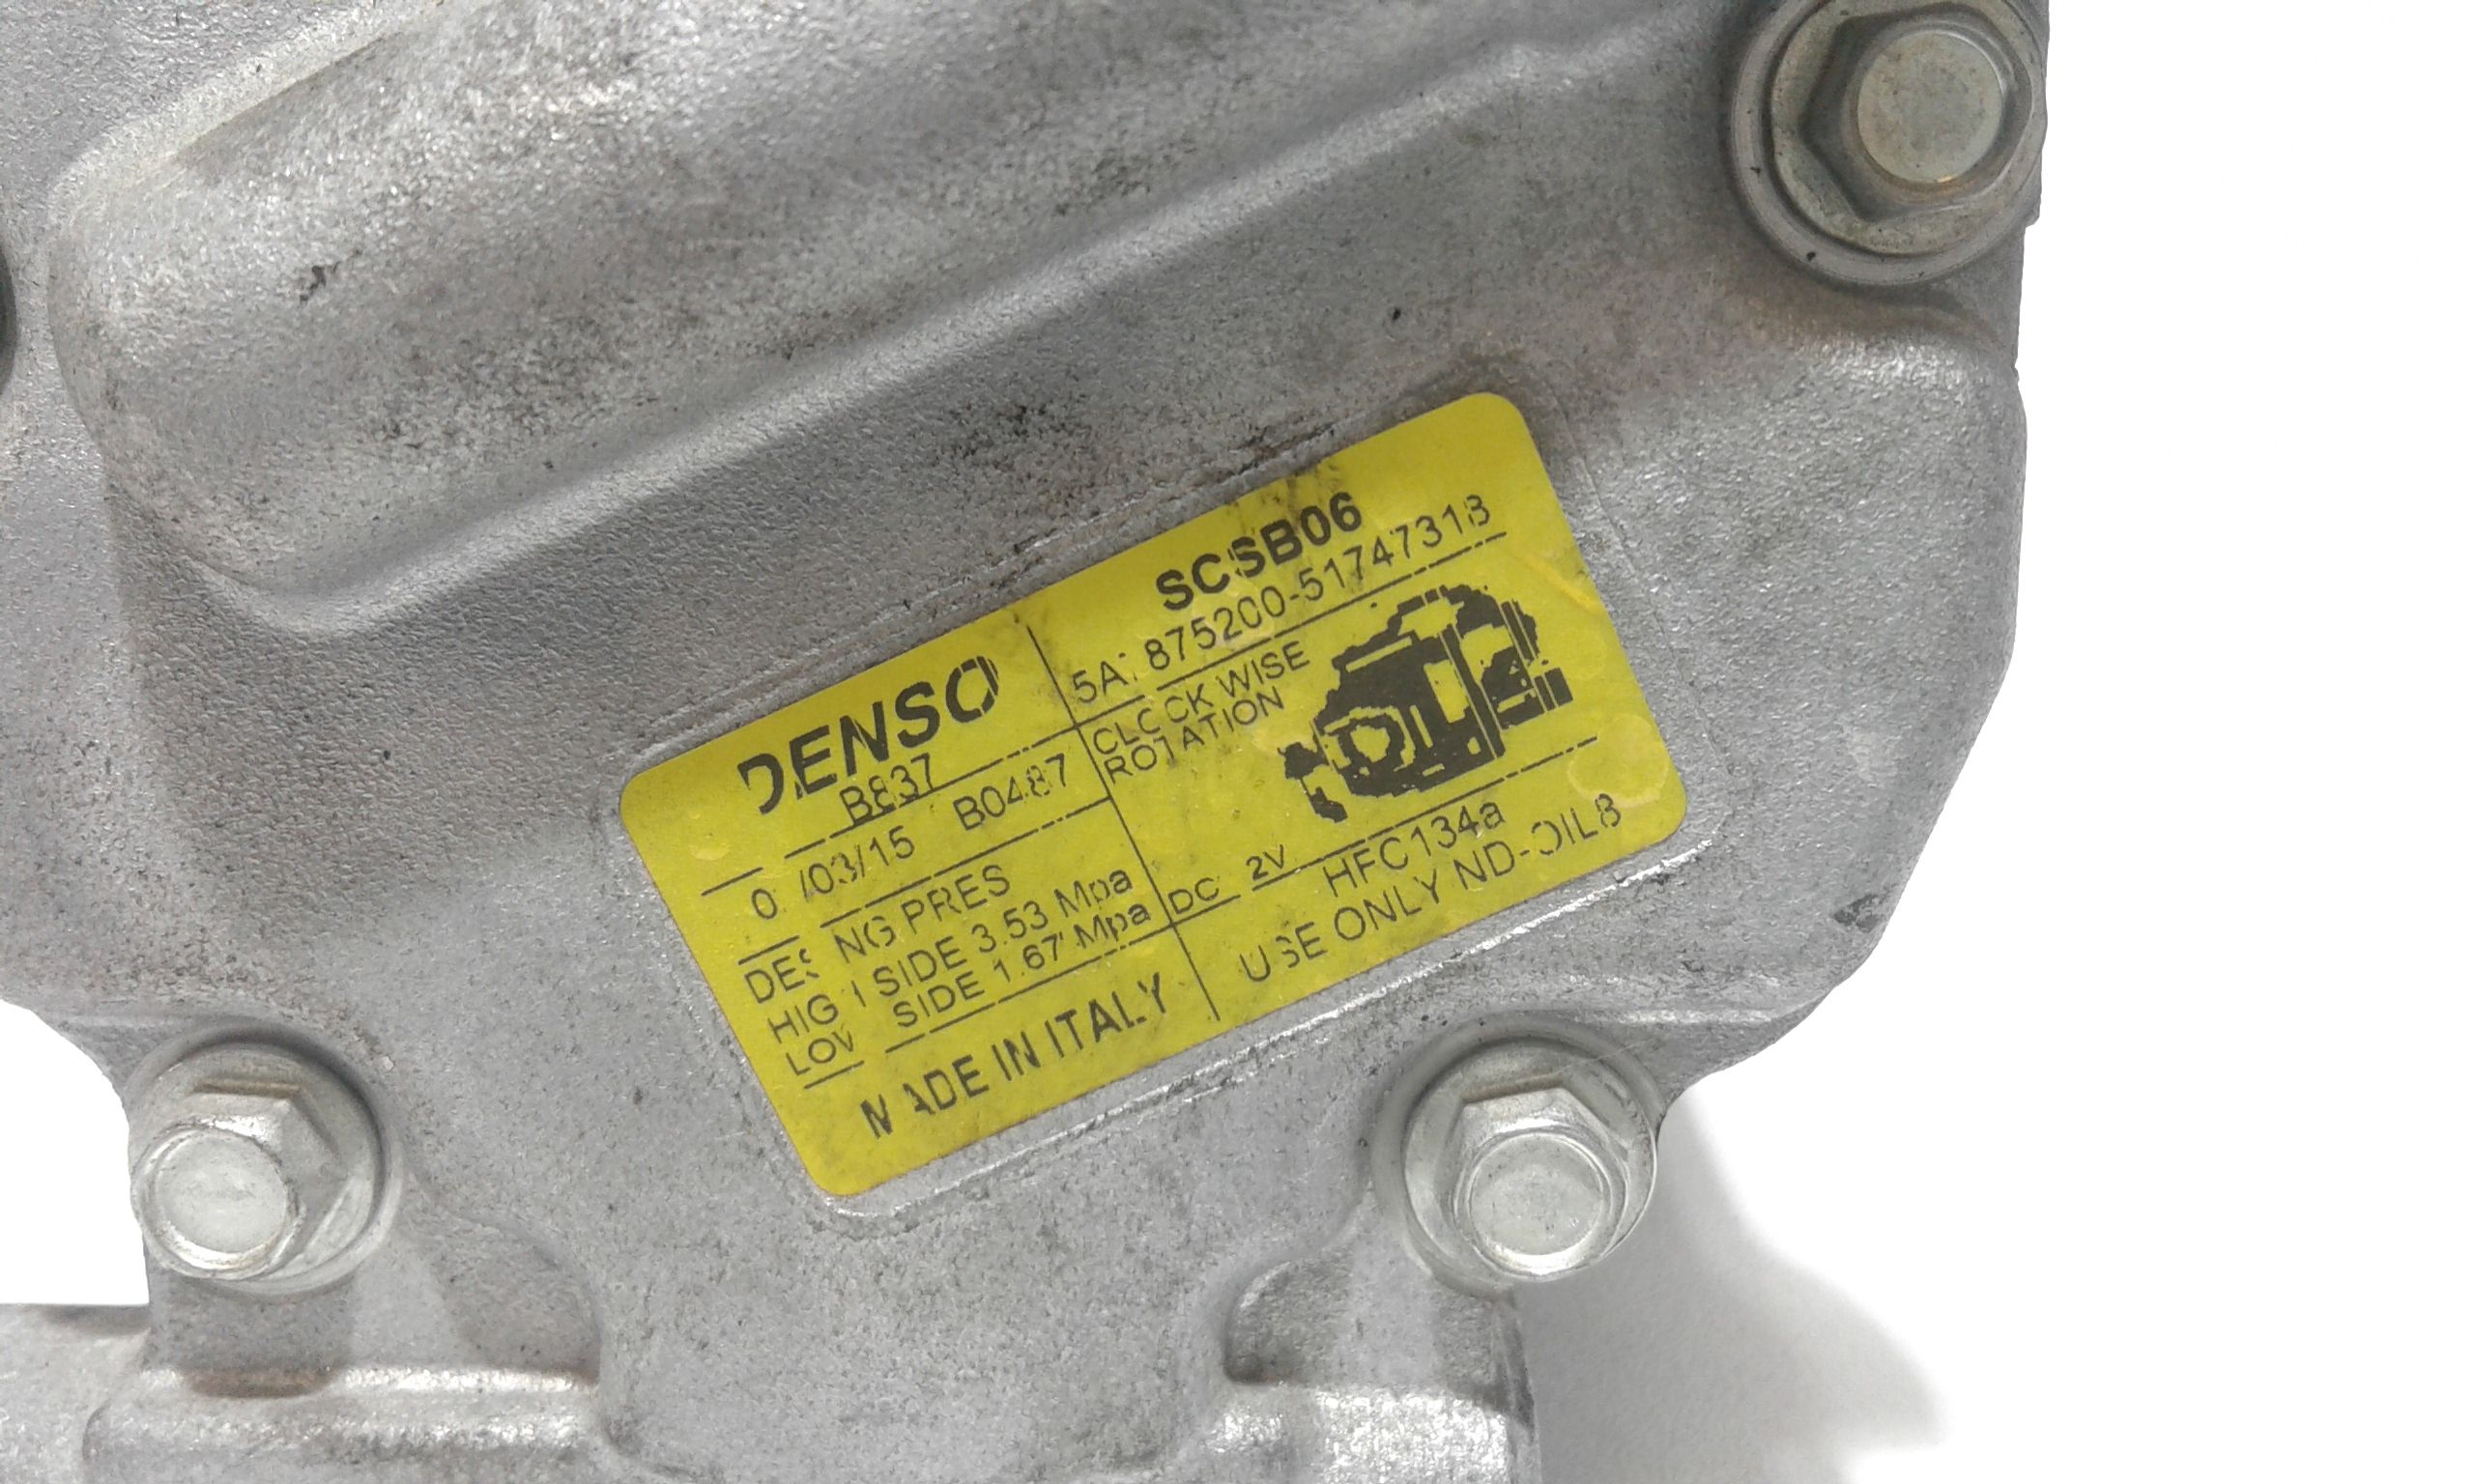 DENSO
B837
/03/15 B0487
NG PRES
SIDE 3.53 Mpa
SIDE 1.67 Mpa
MADE IN ITALY
SCSB06
5A: 875200-51747318
CLOCK WISE
ROTATION
DC 2V
HFC134a
USE ONLY ND-OIL8